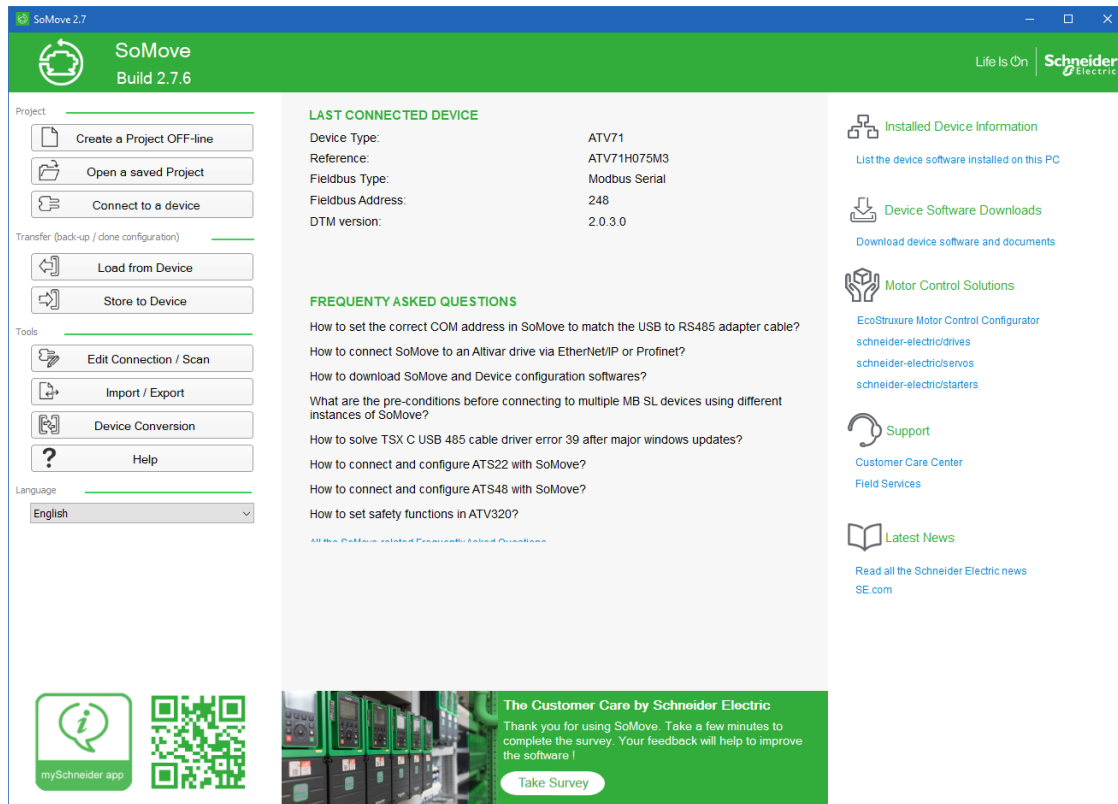 SoMove 2.7
SoMove
Build 2.7.6
Life Is On
Schneider
Electric
Project
Create a Project OFF-line
Open a saved Project
Connect to a device
Transfer (back-up / clone configuration)
Load from Device
Store to Device
Tools
Edit Connection / Scan
Import / Export
Device Conversion
Help
Language
English
mySchneider app
LAST CONNECTED DEVICE
Device Type: ATV71
Reference: ATV71H075M3
Fieldbus Type: Modbus Serial
Fieldbus Address: 248
DTM version: 2.0.3.0
FREQUENTY ASKED QUESTIONS
How to set the correct COM address in SoMove to match the USB to RS485 adapter cable?
How to connect SoMove to an Altivar drive via EtherNet/IP or Profinet?
How to download SoMove and Device configuration softwares?
What are the pre-conditions before connecting to multiple MB SL devices using different
instances of SoMove?
How to solve TSX C USB 485 cable driver error 39 after major windows updates?
How to connect and configure ATS22 with SoMove?
How to connect and configure ATS48 with SoMove?
How to set safety functions in ATV320?
All the SoMove related Frequently Asked Questions
The Customer Care by Schneider Electric
Thank you for using SoMove. Take a few minutes to
complete the survey. Your feedback will help to improve
the software !
Take Survey
Installed Device Information
List the device software installed on this PC
Device Software Downloads
Download device software and documents
Motor Control Solutions
EcoStruxure Motor Control Configurator
schneider-electric/drives
schneider-electric/servos
schneider-electric/starters
Support
Customer Care Center
Field Services
Latest News
Read all the Schneider Electric news
SE.com